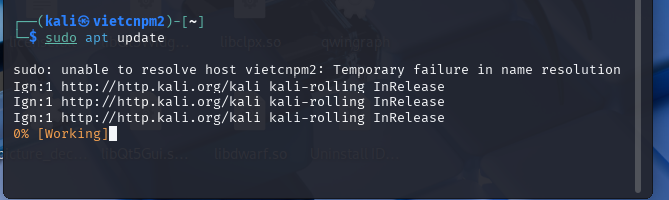 ┌──(kali㉿vietcnpm2)-[~]
└─$ sudo apt update
sudo: unable to resolve host vietcnpm2: Temporary failure in name resolution
Ign:1 http://http.kali.org/kali kali-rolling InRelease
Ign:1 http://http.kali.org/kali kali-rolling InRelease
Ign:1 http://http.kali.org/kali kali-rolling InRelease
0% [Working]